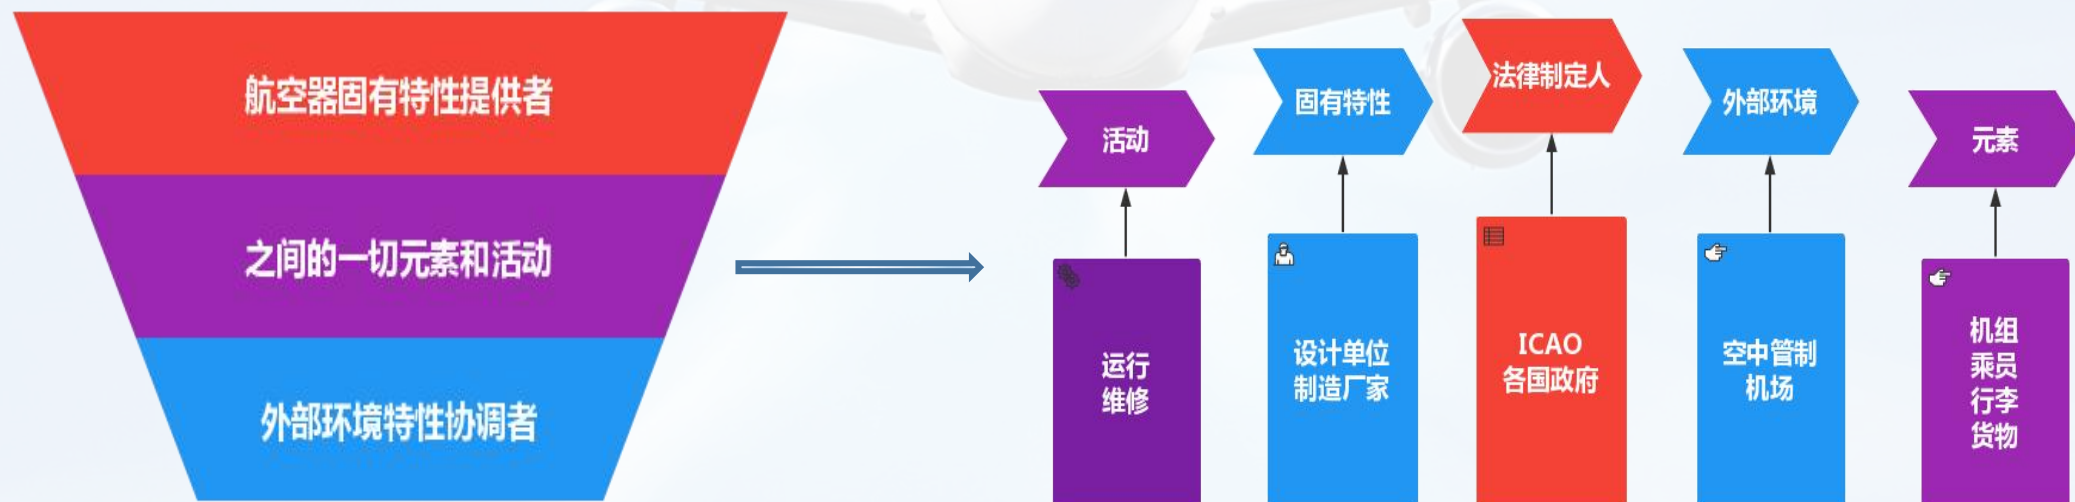 航空器固有特性提供者
之间的一切元素和活动
外部环境特性协调者
活动
固有特性
法律制定人
外部环境
元素
运行
维修
设计单位
制造厂家
ICAO
各国政府
空中管制
机场
机组
乘员
行李
货物